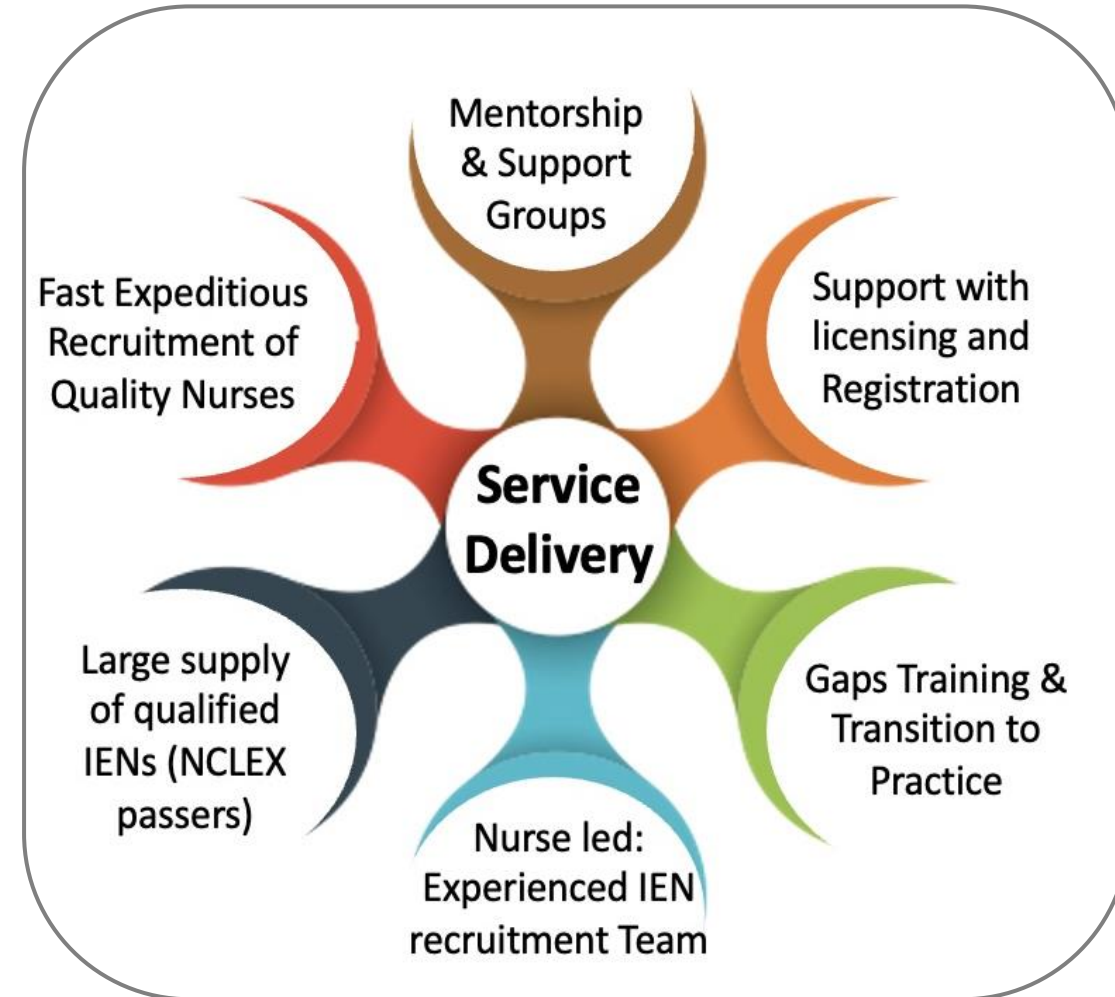 Mentorship
& Support
Groups
Support with
licensing and
Registration
Gaps Training &
Transition to
Practice
Nurse led:
Experienced IEN
recruitment Team
Large supply
of qualified
IENs (NCLEX
passers)
Fast Expeditious
Recruitment of
Quality Nurses
Service
Delivery